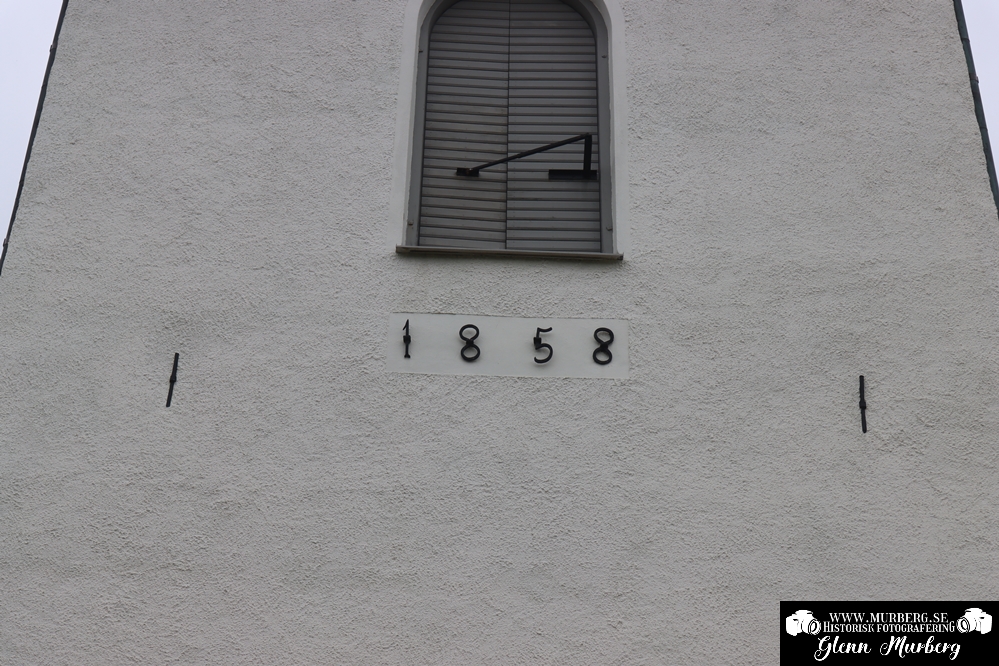 1858
WWW.MURBERG.SE
HISTORISK FOTOGRAFERING
Glenn Murberg